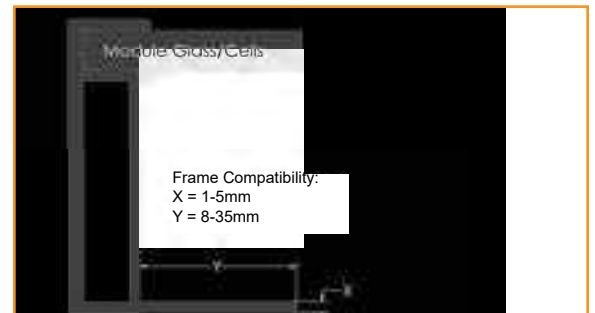 Module Glass/Cells
Frame Compatibility:
X = 1-5mm
Y = 8-35mm
Y
X